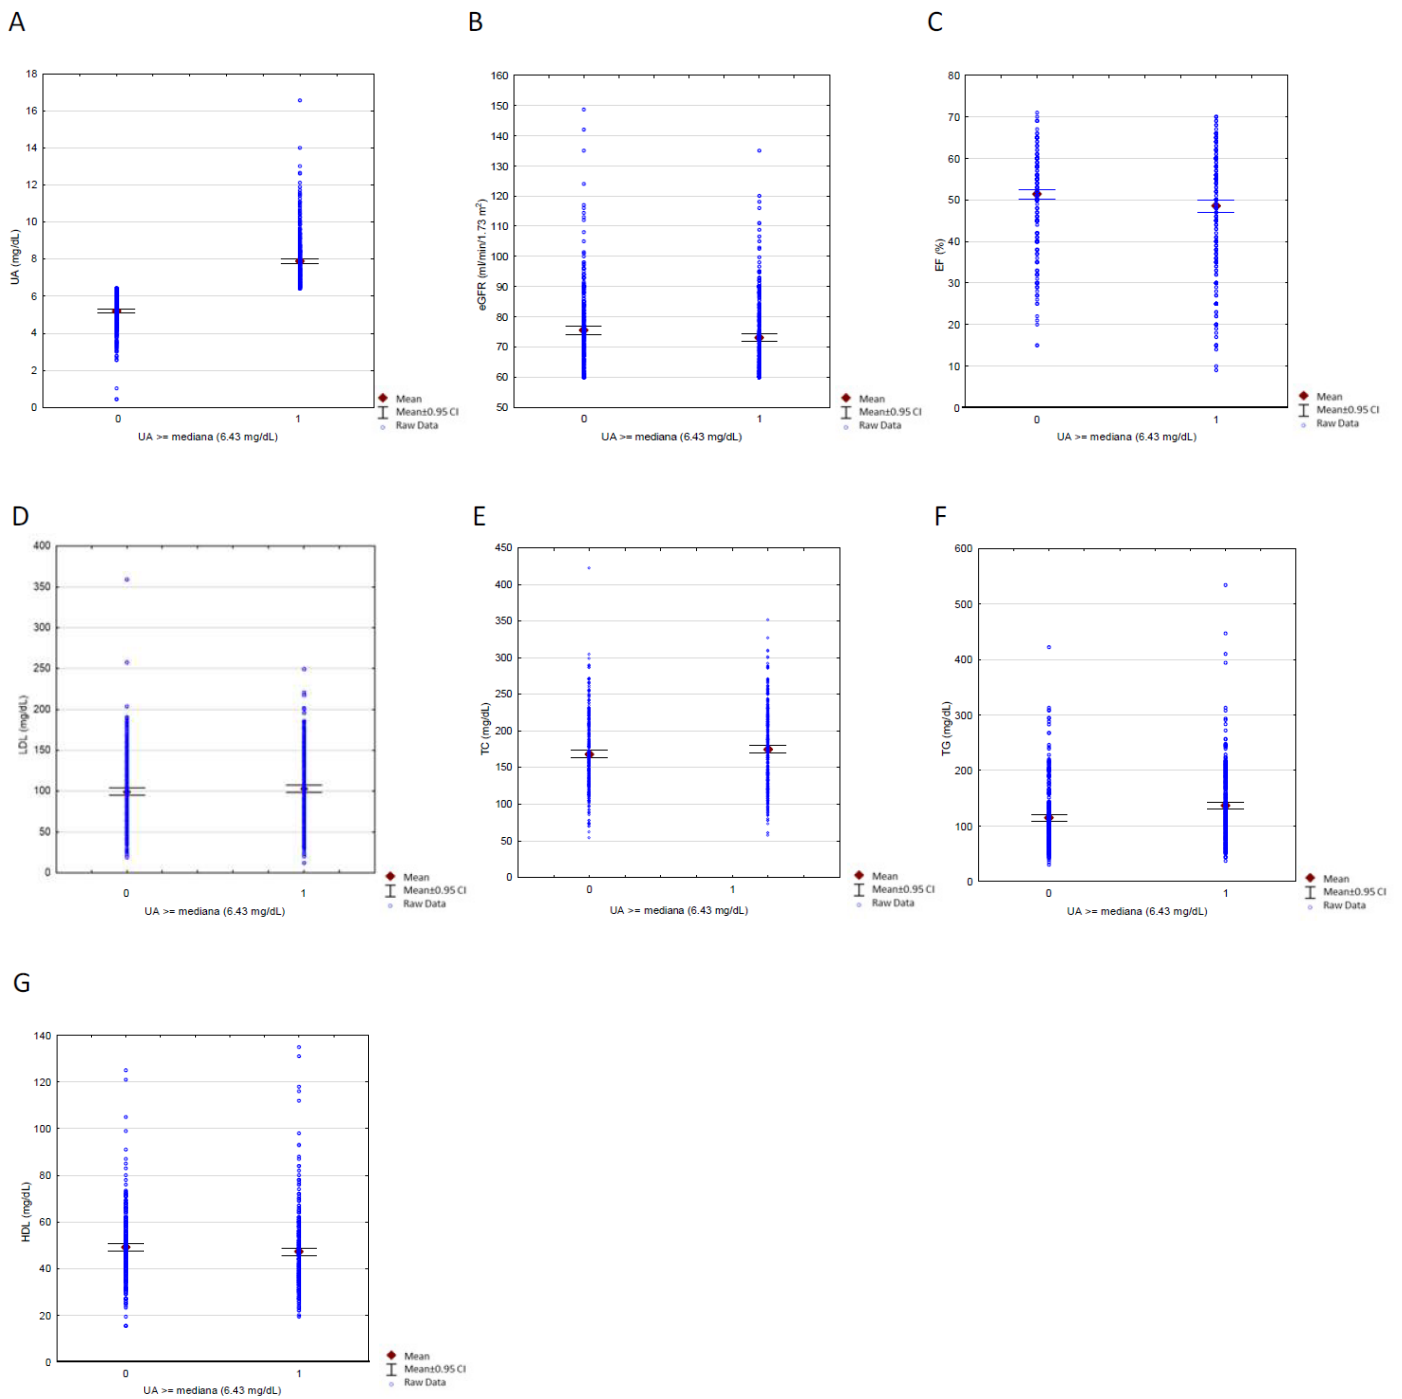 A
18
16
14
12
10
8
6
4
2
0
UA (mg/dL)
0 1
UA >= mediana (6.43 mg/dL)
Mean
Mean±0.95 CI
Raw Data
B
160
150
140
130
120
110
100
90
80
70
60
50
eGFR (ml/min/1.73 m²)
0 1
UA >= mediana (6.43 mg/dL)
Mean
Mean±0.95 CI
Raw Data
C
80
70
60
50
40
30
20
10
0
EF (%)
0 1
UA >= mediana (6.43 mg/dL)
Mean
Mean±0.95 CI
Raw Data
D
400
350
300
250
200
150
100
50
0
LDL (mg/dL)
0 1
UA >= mediana (6.43 mg/dL)
Mean
Mean±0.95 CI
Raw Data
E
450
400
350
300
250
200
150
100
50
0
TC (mg/dL)
0 1
UA >= mediana (6.43 mg/dL)
Mean
Mean±0.95 CI
Raw Data
F
600
500
400
300
200
100
0
TG (mg/dL)
0 1
UA >= mediana (6.43 mg/dL)
Mean
Mean±0.95 CI
Raw Data
G
140
120
100
80
60
40
20
0
HDL (mg/dL)
0 1
UA >= mediana (6.43 mg/dL)
Mean
Mean±0.95 CI
Raw Data